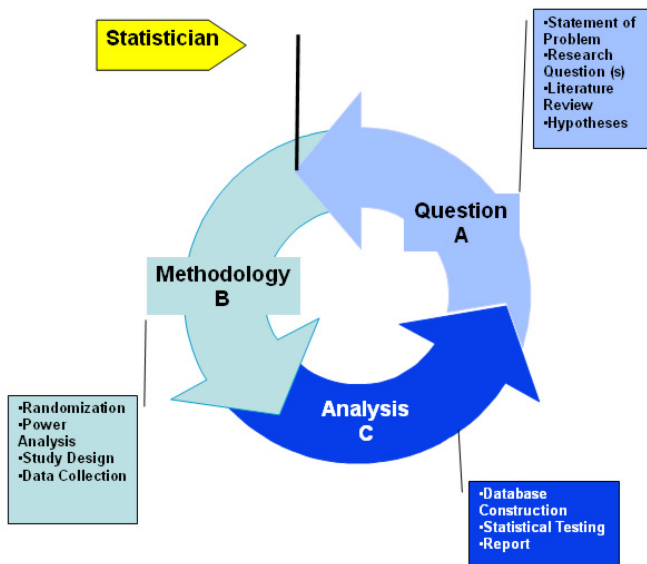 Statistician
•Statement of
Problem
•Research
Question (s)
•Literature
Review
•Hypotheses
Question
A
Methodology
B
•Randomization
•Power
Analysis
•Study Design
•Data Collection
Analysis
C
•Database
Construction
•Statistical Testing
•Report